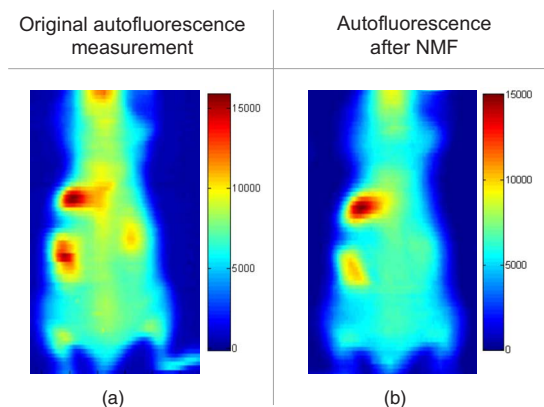 Original autofluorescence
measurement
Autofluorescence
after NMF
15000
10000
5000
0
15000
10000
5000
0
(a)
(b)